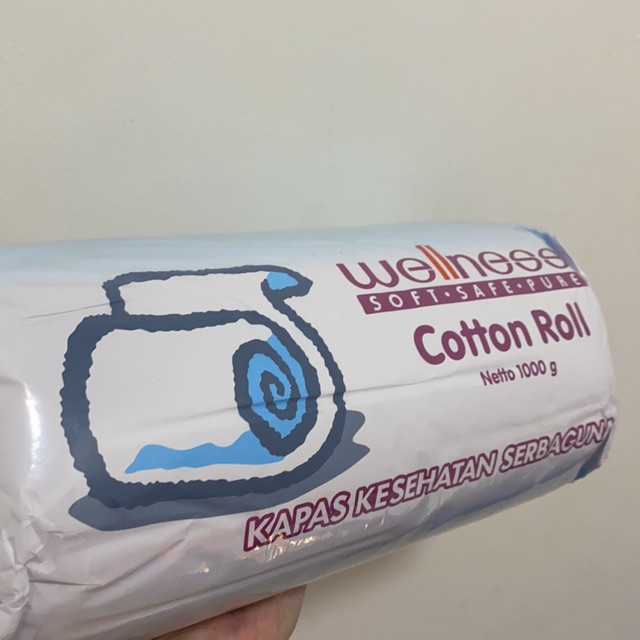 wellness
SOFT•SAFE•PURE
Cotton Roll
Netto 1000 g
KAPAS KESEHATAN SERBAGUNA